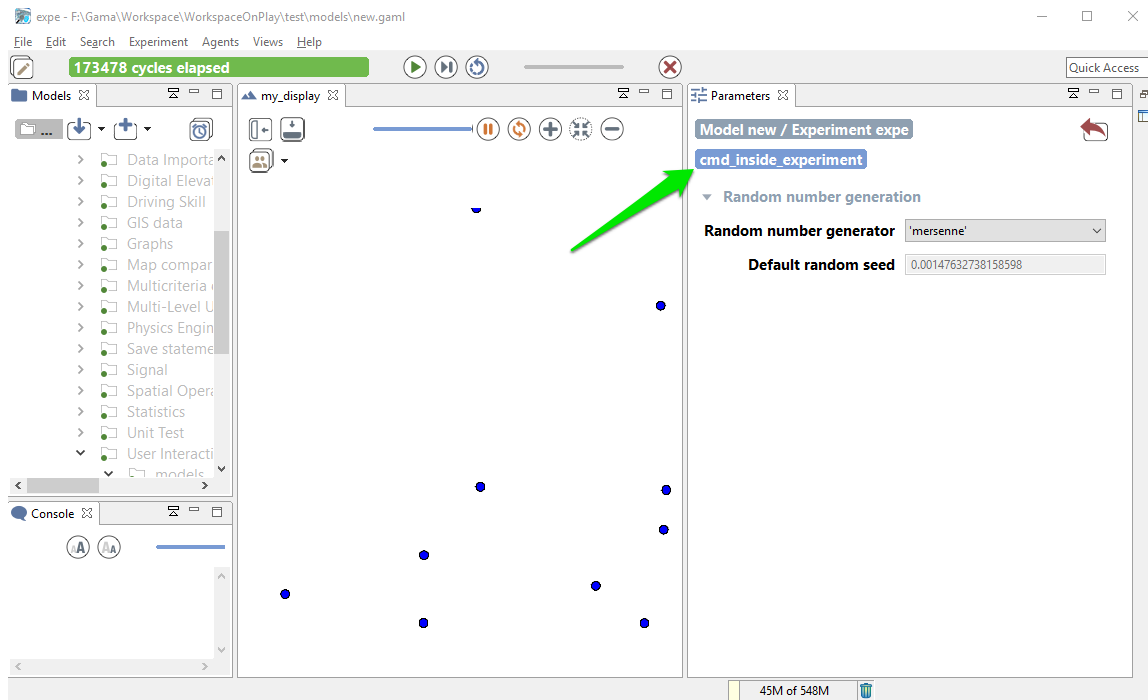 expe - F:\Gama\Workspace\WorkspaceOnPlay\test\models\new.gaml
File Edit Search Experiment Agents Views Help
173478 cycles elapsed
Quick Access
Models
...
Data Importa
Digital Eleva
Driving Skill
GIS data
Graphs
Map compar
Multicriteria
Multi-Level U
Physics Engin
Save stateme
Signal
Spatial Opera
Statistics
Unit Test
User Interacti
models
Console
AA
AA
my_display
Parameters
Model new / Experiment expe
cmd_inside_experiment
Random number generation
Random number generator 'mersenne'
Default random seed 0.00147632738158598
45M of 548M